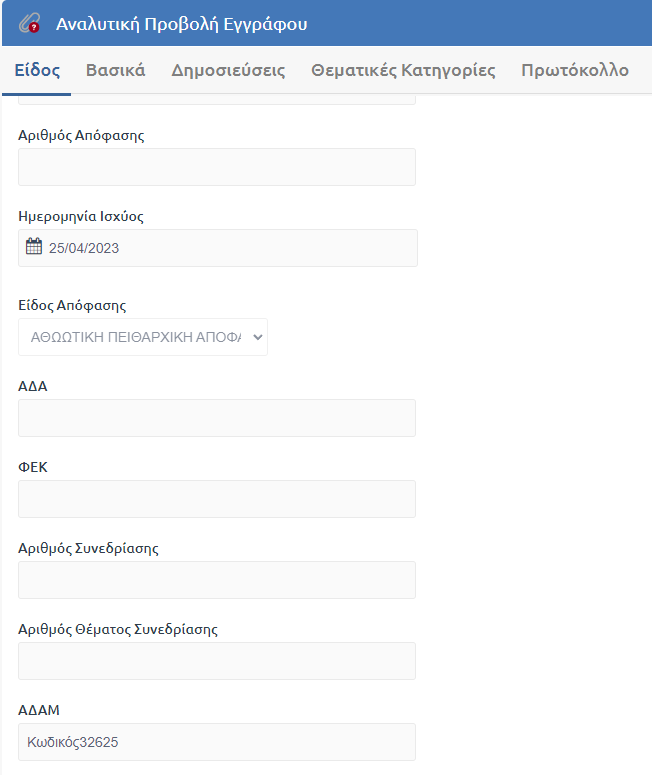 Αναλυτική Προβολή Εγγράφου
Είδος Βασικά Δημοσιεύσεις Θεματικές Κατηγορίες Πρωτόκολλο
Αριθμός Απόφασης
Ημερομηνία Ισχύος
25/04/2023
Είδος Απόφασης
ΑΘΩΩΤΙΚΗ ΠΕΙΘΑΡΧΙΚΗ ΑΠΟΦΑ
ΑΔΑ
ΦΕΚ
Αριθμός Συνεδρίασης
Αριθμός Θέματος Συνεδρίασης
ΑΔΑΜ
Κωδικός32625